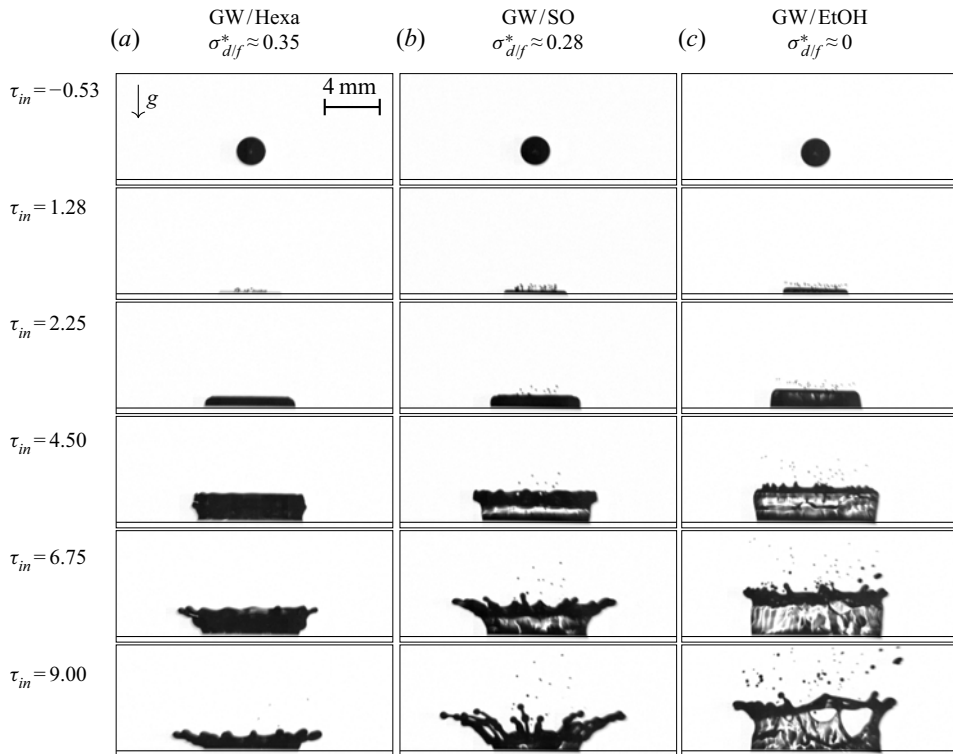 GW/Hexa GW/SO GW/EtOH
(a) σ*d/f ≈ 0.35 (b) σ*d/f ≈ 0.28 (c) σ*d/f ≈ 0
τin = −0.53
g 4 mm
τin = 1.28
τin = 2.25
τin = 4.50
τin = 6.75
τin = 9.00